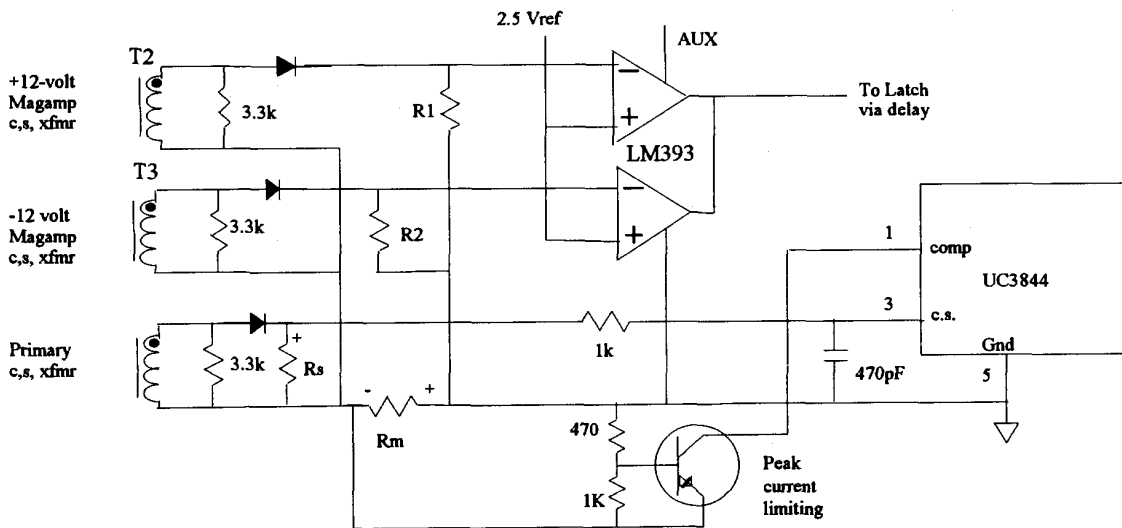 2.5 Vref
AUX
T2
+12-volt
Magamp
c,s, xfmr
3.3k
R1
−
+
To Latch
via delay
LM393
T3
-12 volt
Magamp
c,s, xfmr
3.3k
R2
−
+
1
comp
UC3844
3
c.s.
Primary
c,s, xfmr
3.3k
+
Rs
1k
Gnd
470pF
5
-
+
Rm
470
1K
Peak
current
limiting